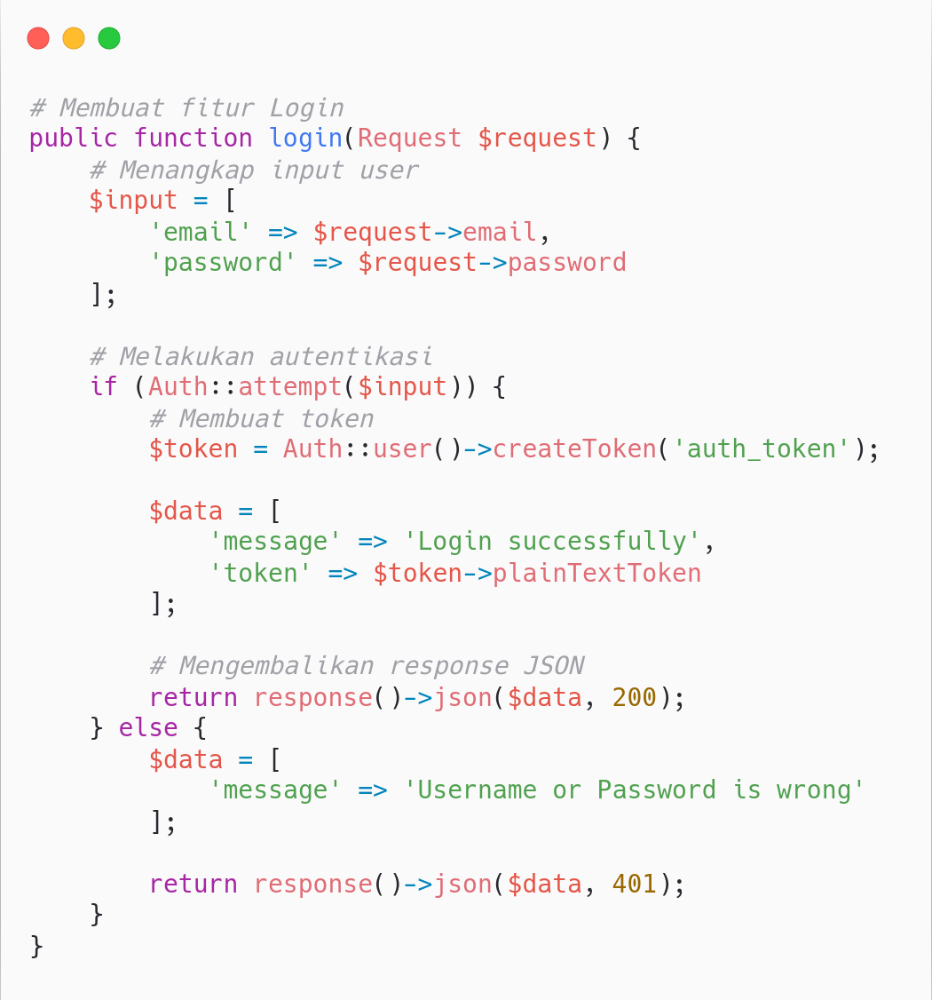 # Membuat fitur Login
public function login(Request $request) {
    # Menangkap input user
    $input = [
        'email' => $request->email,
        'password' => $request->password
    ];

    # Melakukan autentikasi
    if (Auth::attempt($input)) {
        # Membuat token
        $token = Auth::user()->createToken('auth_token');

        $data = [
            'message' => 'Login successfully',
            'token' => $token->plainTextToken
        ];

        # Mengembalikan response JSON
        return response()->json($data, 200);
    } else {
        $data = [
            'message' => 'Username or Password is wrong'
        ];

        return response()->json($data, 401);
    }
}